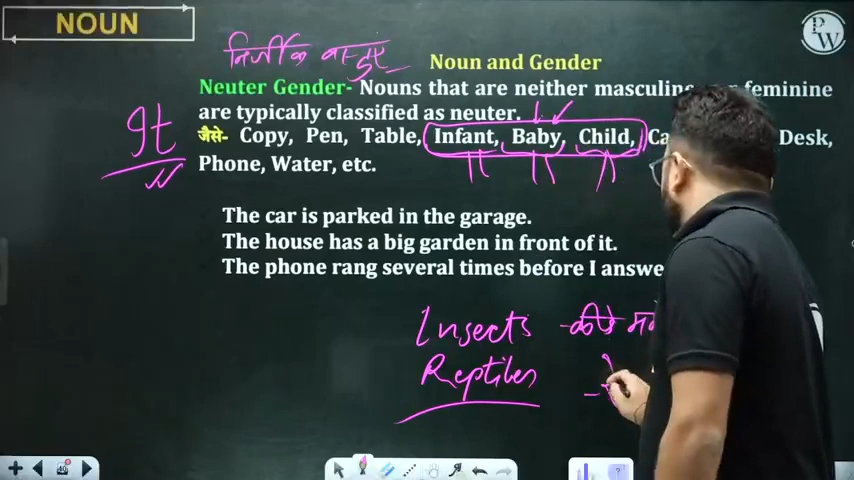 NOUN
PW
निर्जीव वस्तुएं
Noun and Gender
Neuter Gender- Nouns that are neither masculine feminine
are typically classified as neuter.
It
जैसे- Copy, Pen, Table, Infant, Baby, Child, Desk,
Phone, Water, etc.
The car is parked in the garage.
The house has a big garden in front of it.
The phone rang several times before I
Insects - कीड़े
Reptiles -